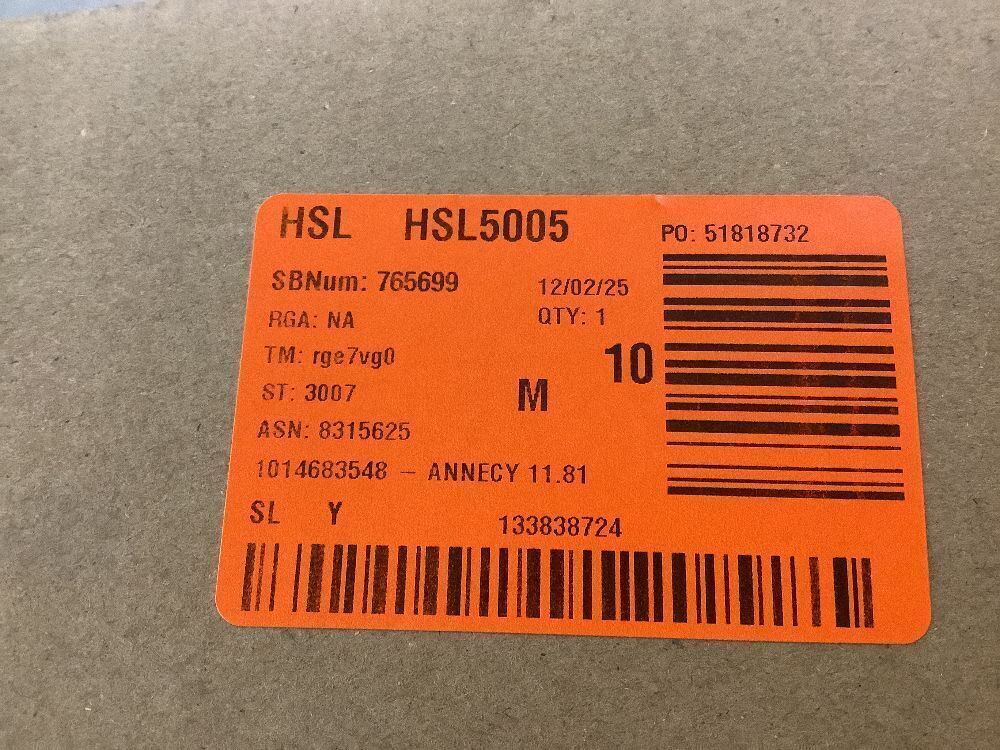 HSL HSL5005 PO: 51818732
SBNum: 765699 12/02/25
RGA: NA QTY: 1
TM: rge7vg0 10
ST: 3007 M
ASN: 8315625
1014683548 – ANNECY 11.81
SL Y 133838724